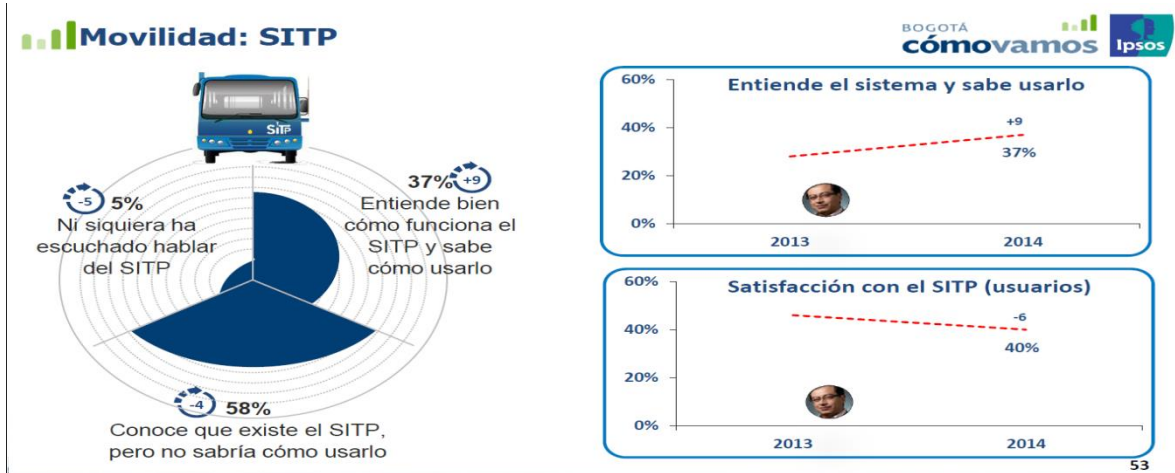 Movilidad: SITP
BOGOTÁ
cómovamos
Ipsos
SiTP
-5 5%
Ni siquiera ha
escuchado hablar
del SITP
37% +9
Entiende bien
cómo funciona el
SITP y sabe
cómo usarlo
-4 58%
Conoce que existe el SITP,
pero no sabría cómo usarlo
Entiende el sistema y sabe usarlo
60%
40%
20%
0%
+9
37%
2013 2014
Satisfacción con el SITP (usuarios)
60%
40%
20%
0%
-6
40%
2013 2014
53